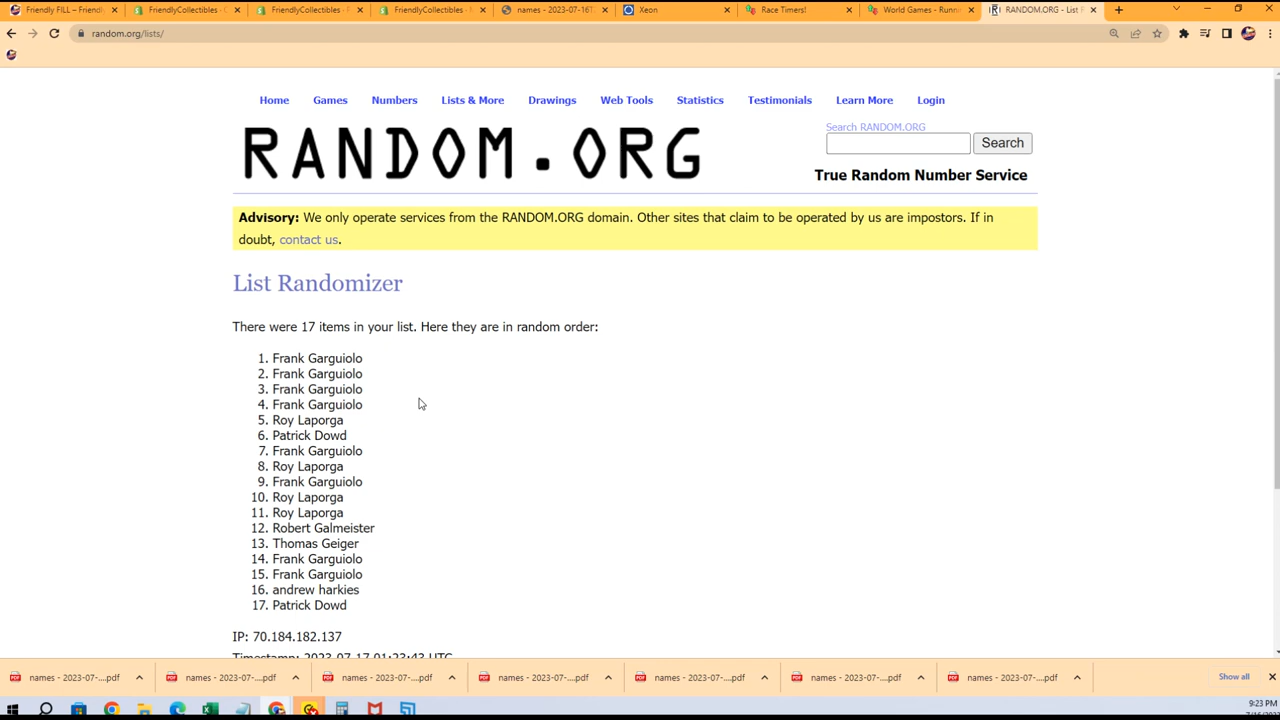 Friendly FILL – Friendl
FriendlyCollectibles ·
FriendlyCollectibles ·
FriendlyCollectibles ·
names - 2023-07-16T
Xeon
Race Timers!
World Games - Runn
RANDOM.ORG - List R
random.org/lists/
Home Games Numbers Lists & More Drawings Web Tools Statistics Testimonials Learn More Login
RANDOM.ORG
Search RANDOM.ORG
Search
True Random Number Service
Advisory: We only operate services from the RANDOM.ORG domain. Other sites that claim to be operated by us are impostors. If in
doubt, contact us.
List Randomizer
There were 17 items in your list. Here they are in random order:
1. Frank Garguiolo
2. Frank Garguiolo
3. Frank Garguiolo
4. Frank Garguiolo
5. Roy Laporga
6. Patrick Dowd
7. Frank Garguiolo
8. Roy Laporga
9. Frank Garguiolo
10. Roy Laporga
11. Roy Laporga
12. Robert Galmeister
13. Thomas Geiger
14. Frank Garguiolo
15. Frank Garguiolo
16. andrew harkies
17. Patrick Dowd
IP: 70.184.182.137
Timestamp: 2023-07-17 01:23:43 UTC
names - 2023-07-....pdf
names - 2023-07-....pdf
names - 2023-07-....pdf
names - 2023-07-....pdf
names - 2023-07-....pdf
names - 2023-07-....pdf
names - 2023-07-....pdf
Show all
9:23 PM